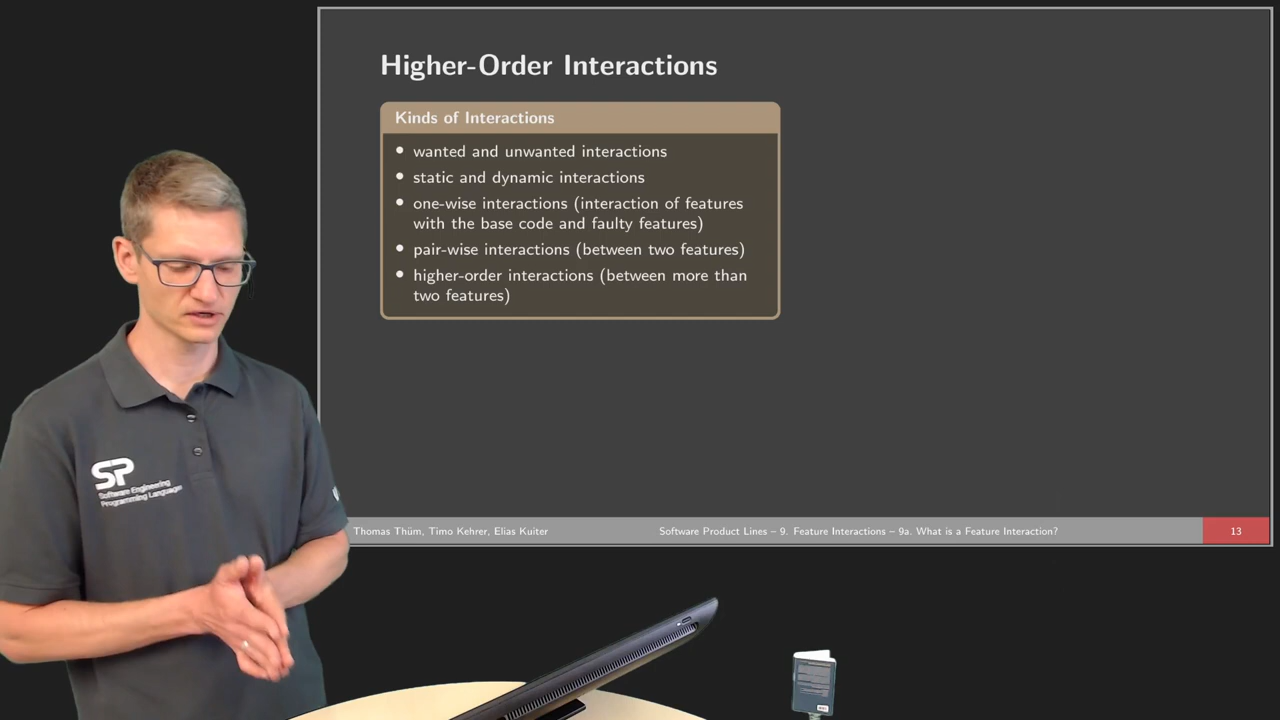 Higher-Order Interactions
Kinds of Interactions
• wanted and unwanted interactions
• static and dynamic interactions
• one-wise interactions (interaction of features
with the base code and faulty features)
• pair-wise interactions (between two features)
• higher-order interactions (between more than
two features)
SP
Software Engineering
Programming Languages
Thomas Thüm, Timo Kehrer, Elias Kuiter
Software Product Lines – 9. Feature Interactions – 9a. What is a Feature Interaction?
13